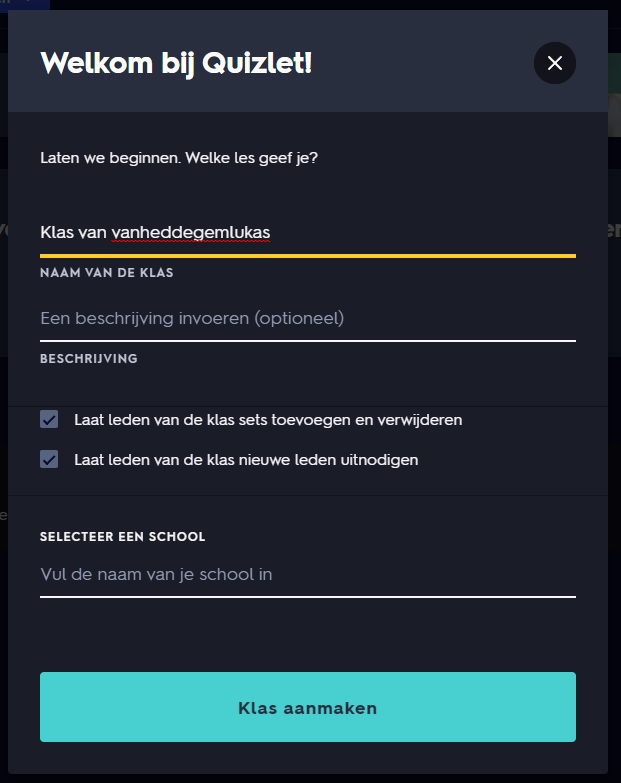 Welkom bij Quizlet!
Laten we beginnen. Welke les geef je?
Klas van vanheddegemlukas
NAAM VAN DE KLAS
Een beschrijving invoeren (optioneel)
BESCHRIJVING
Laat leden van de klas sets toevoegen en verwijderen
Laat leden van de klas nieuwe leden uitnodigen
SELECTEER EEN SCHOOL
Vul de naam van je school in
Klas aanmaken